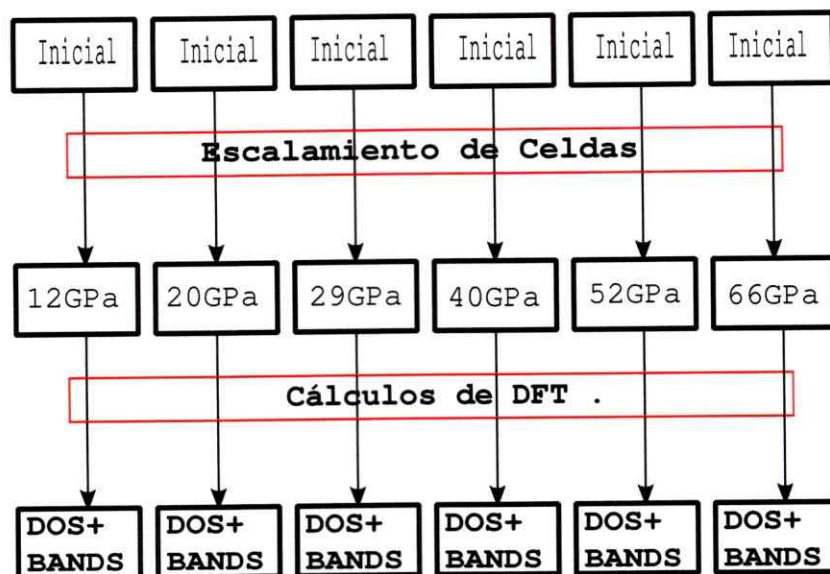 Inicial Inicial Inicial Inicial Inicial Inicial
Escalamiento de Celdas
12GPa 20GPa 29GPa 40GPa 52GPa 66GPa
Cálculos de DFT .
DOS+ DOS+ DOS+ DOS+ DOS+ DOS+
BANDS BANDS BANDS BANDS BANDS BANDS